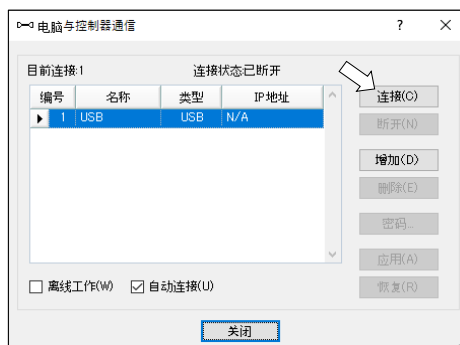 电脑与控制器通信
目前连接:1 连接状态已断开
编号 名称 类型 IP地址
1 USB USB N/A
连接(C)
断开(N)
增加(D)
删除(E)
密码..
应用(A)
恢复(R)
离线工作(W) 自动连接(U)
关闭